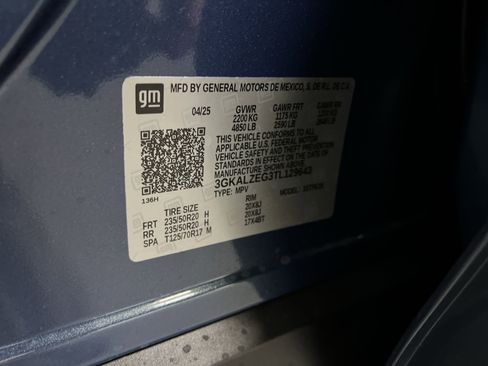 gm
MFD BY GENERAL MOTORS DE MEXICO, S. DE R.L. DE C.V.
04/25 GVWR GAWR FRT GAWR RR
2200 KG 1175 KG
4850 LB 2590 LB
THIS VEHICLE CONFORMS TO ALL
APPLICABLE U.S. FEDERAL MOTOR
VEHICLE SAFETY AND THEFT
PREVENTION STANDARDS IN
EFFECT ON THE DATE OF
MANUFACTURE SHOWN ABOVE.
3GKALZEG3TL129643
TYPE: MPV MODEL:
136H
TIRE SIZE RIM
FRT 235/50R20 H 20X8J
RR 235/50R20 H 20X8J
SPA T125/70R17 M 17X4BT